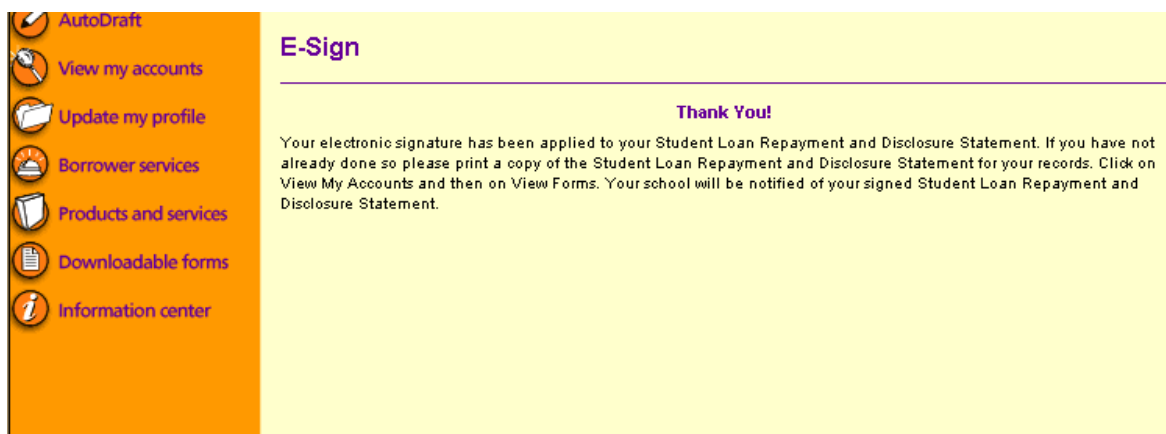 AutoDraft
View my accounts
Update my profile
Borrower services
Products and services
Downloadable forms
Information center
E-Sign
Thank You!
Your electronic signature has been applied to your Student Loan Repayment and Disclosure Statement. If you have not
already done so please print a copy of the Student Loan Repayment and Disclosure Statement for your records. Click on
View My Accounts and then on View Forms. Your school will be notified of your signed Student Loan Repayment and
Disclosure Statement.